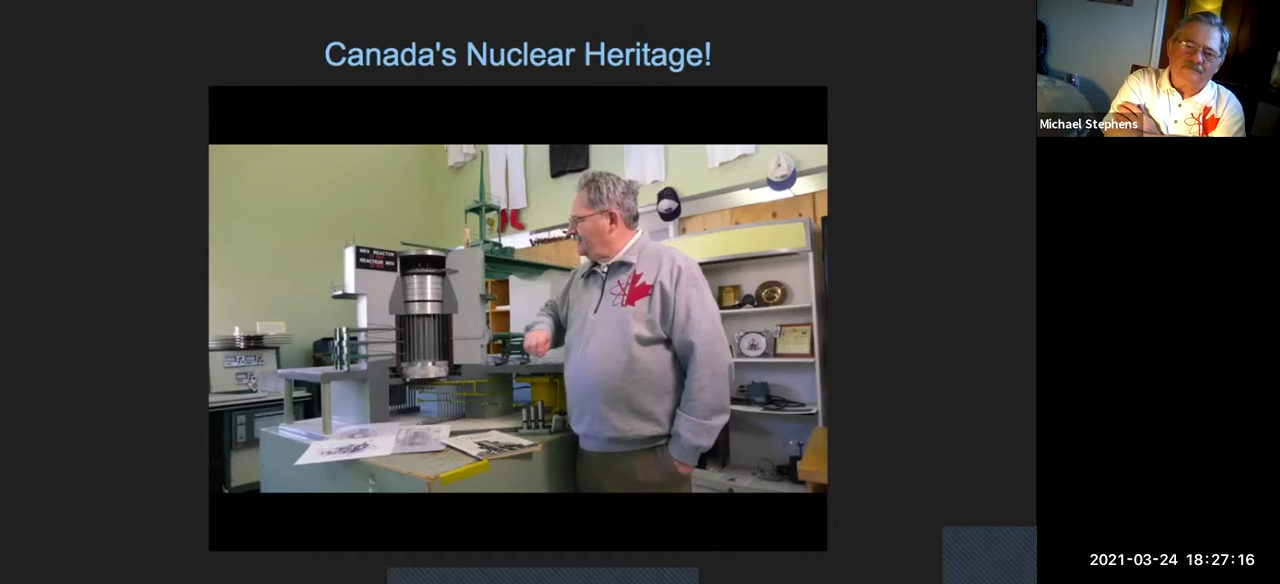 Canada's Nuclear Heritage!
Michael Stephens
NRX REACTOR
REACTEUR NRX
2021-03-24 18:27:16